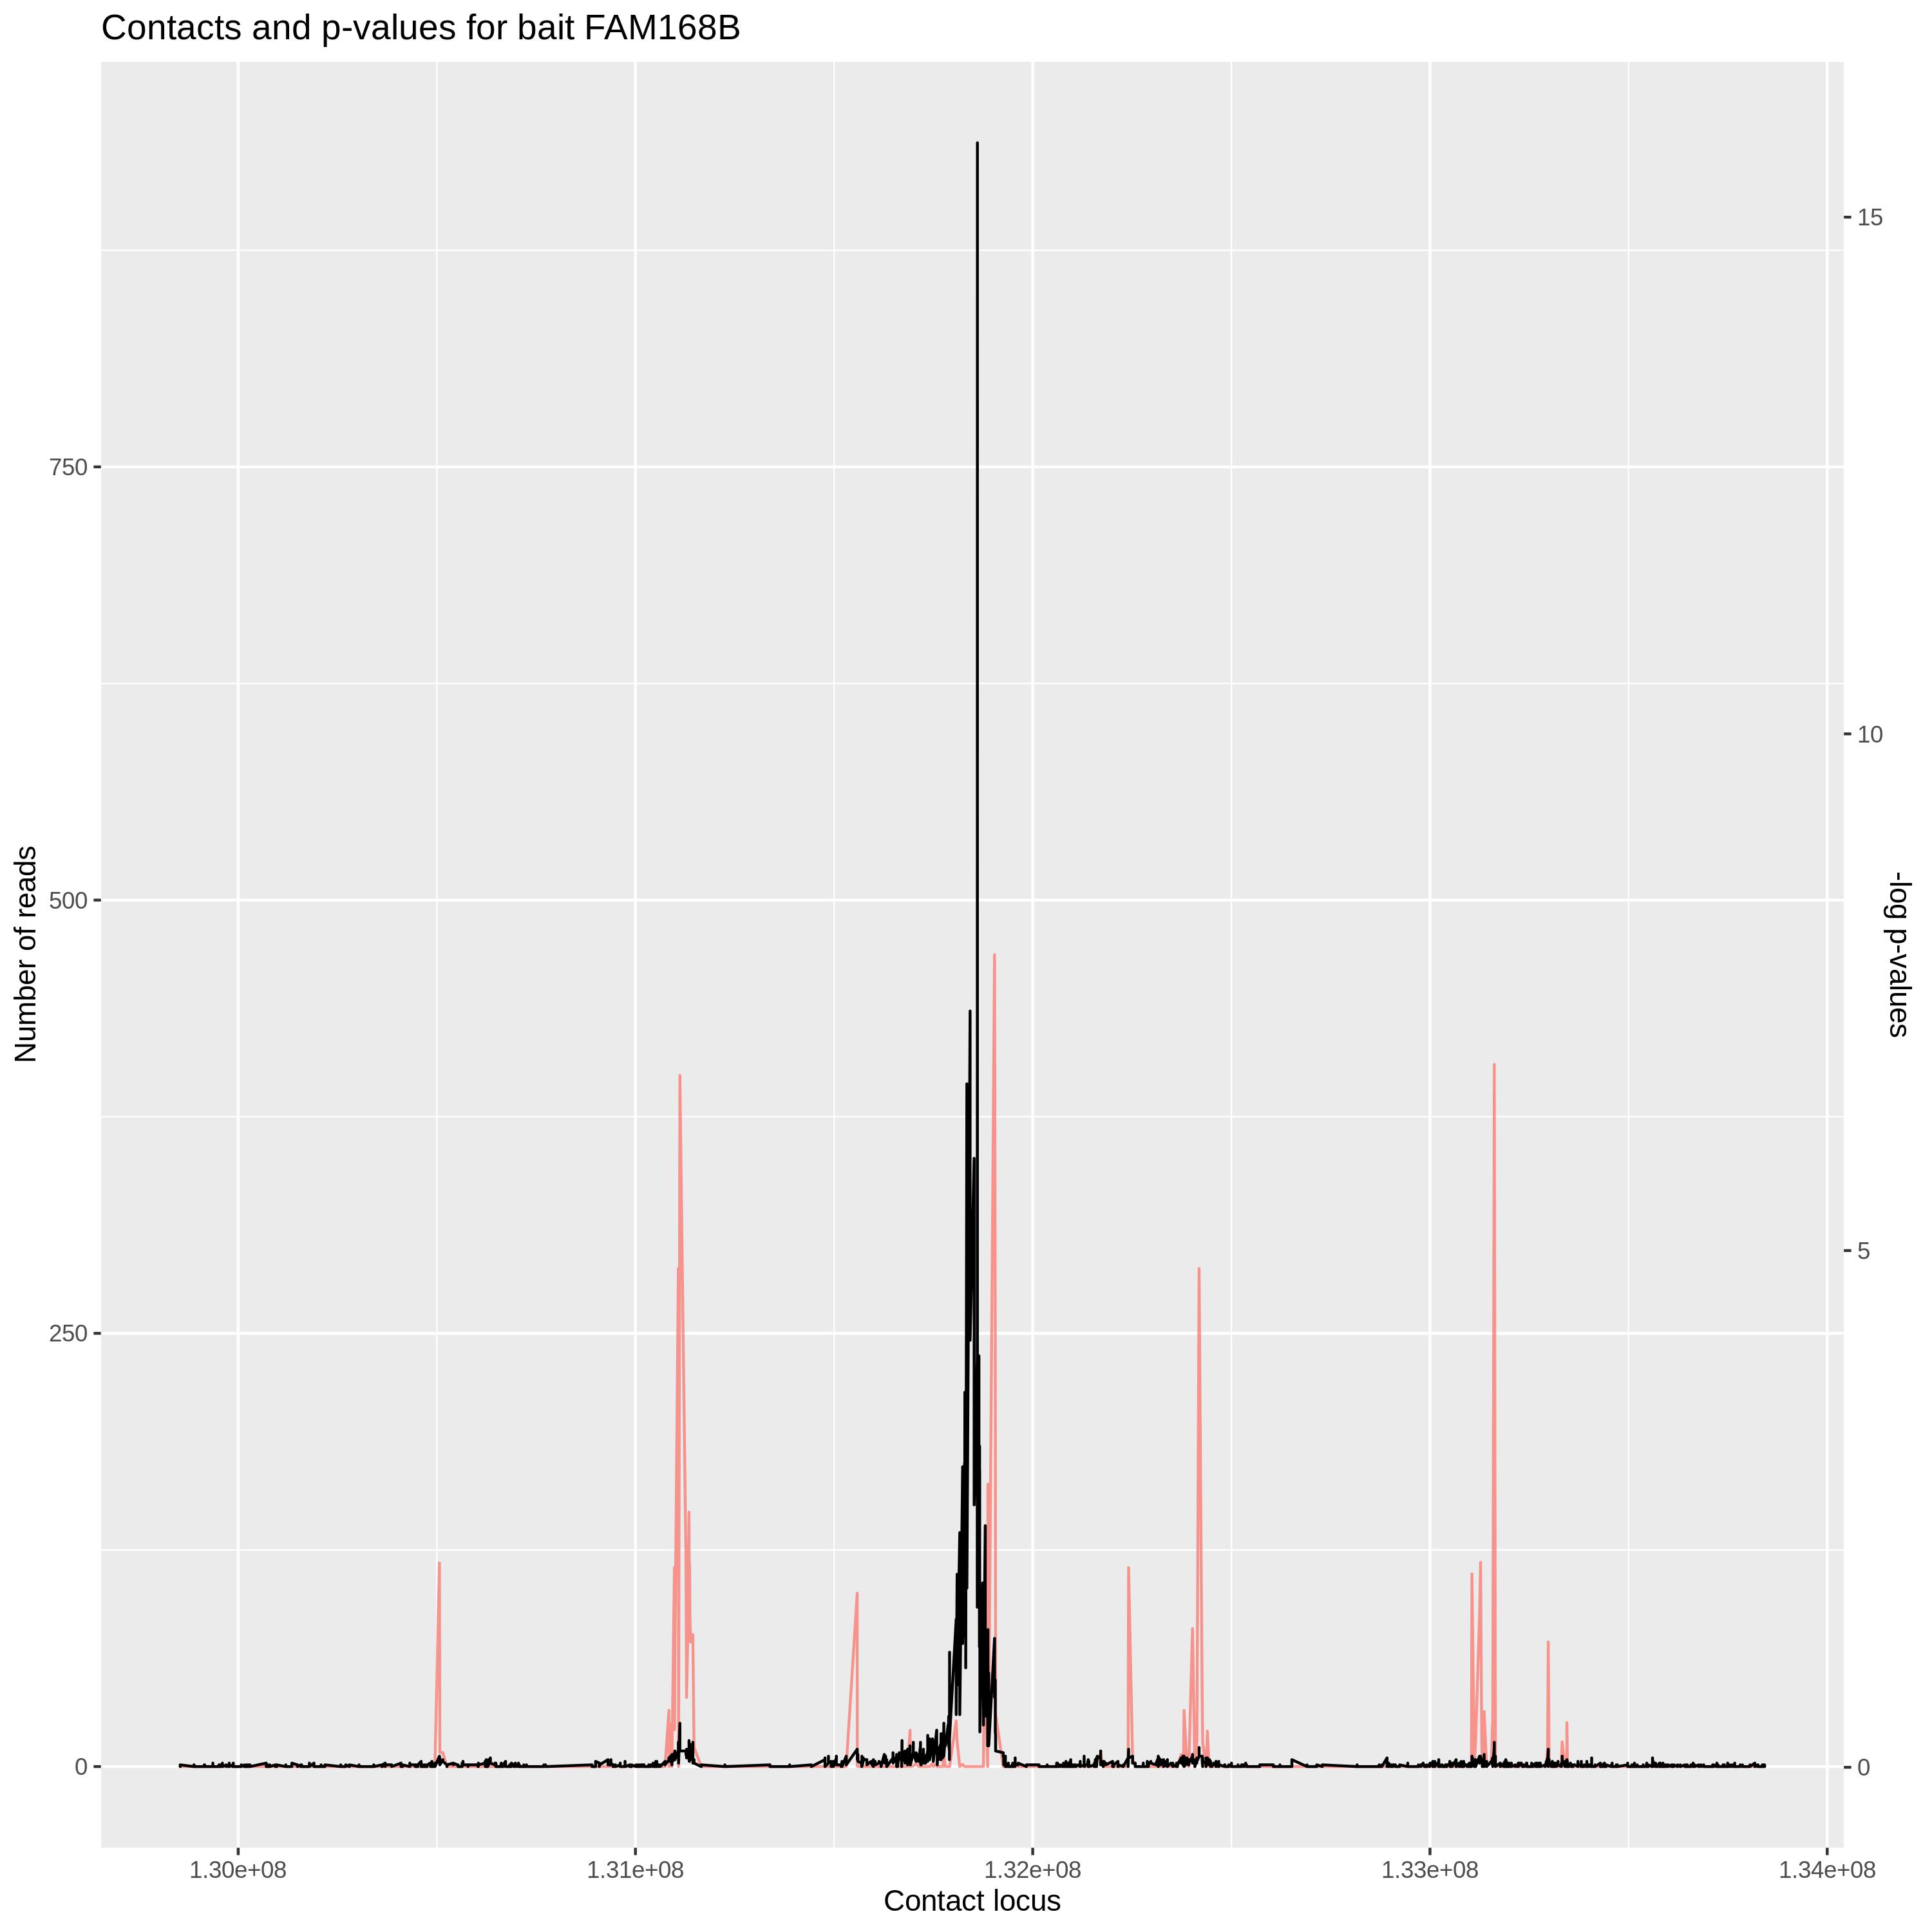 Contacts and p-values for bait FAM168B
Number of reads
750
500
250
0
15
10
5
0
-log p-values
1.30e+08
1.31e+08
1.32e+08
1.33e+08
1.34e+08
Contact locus